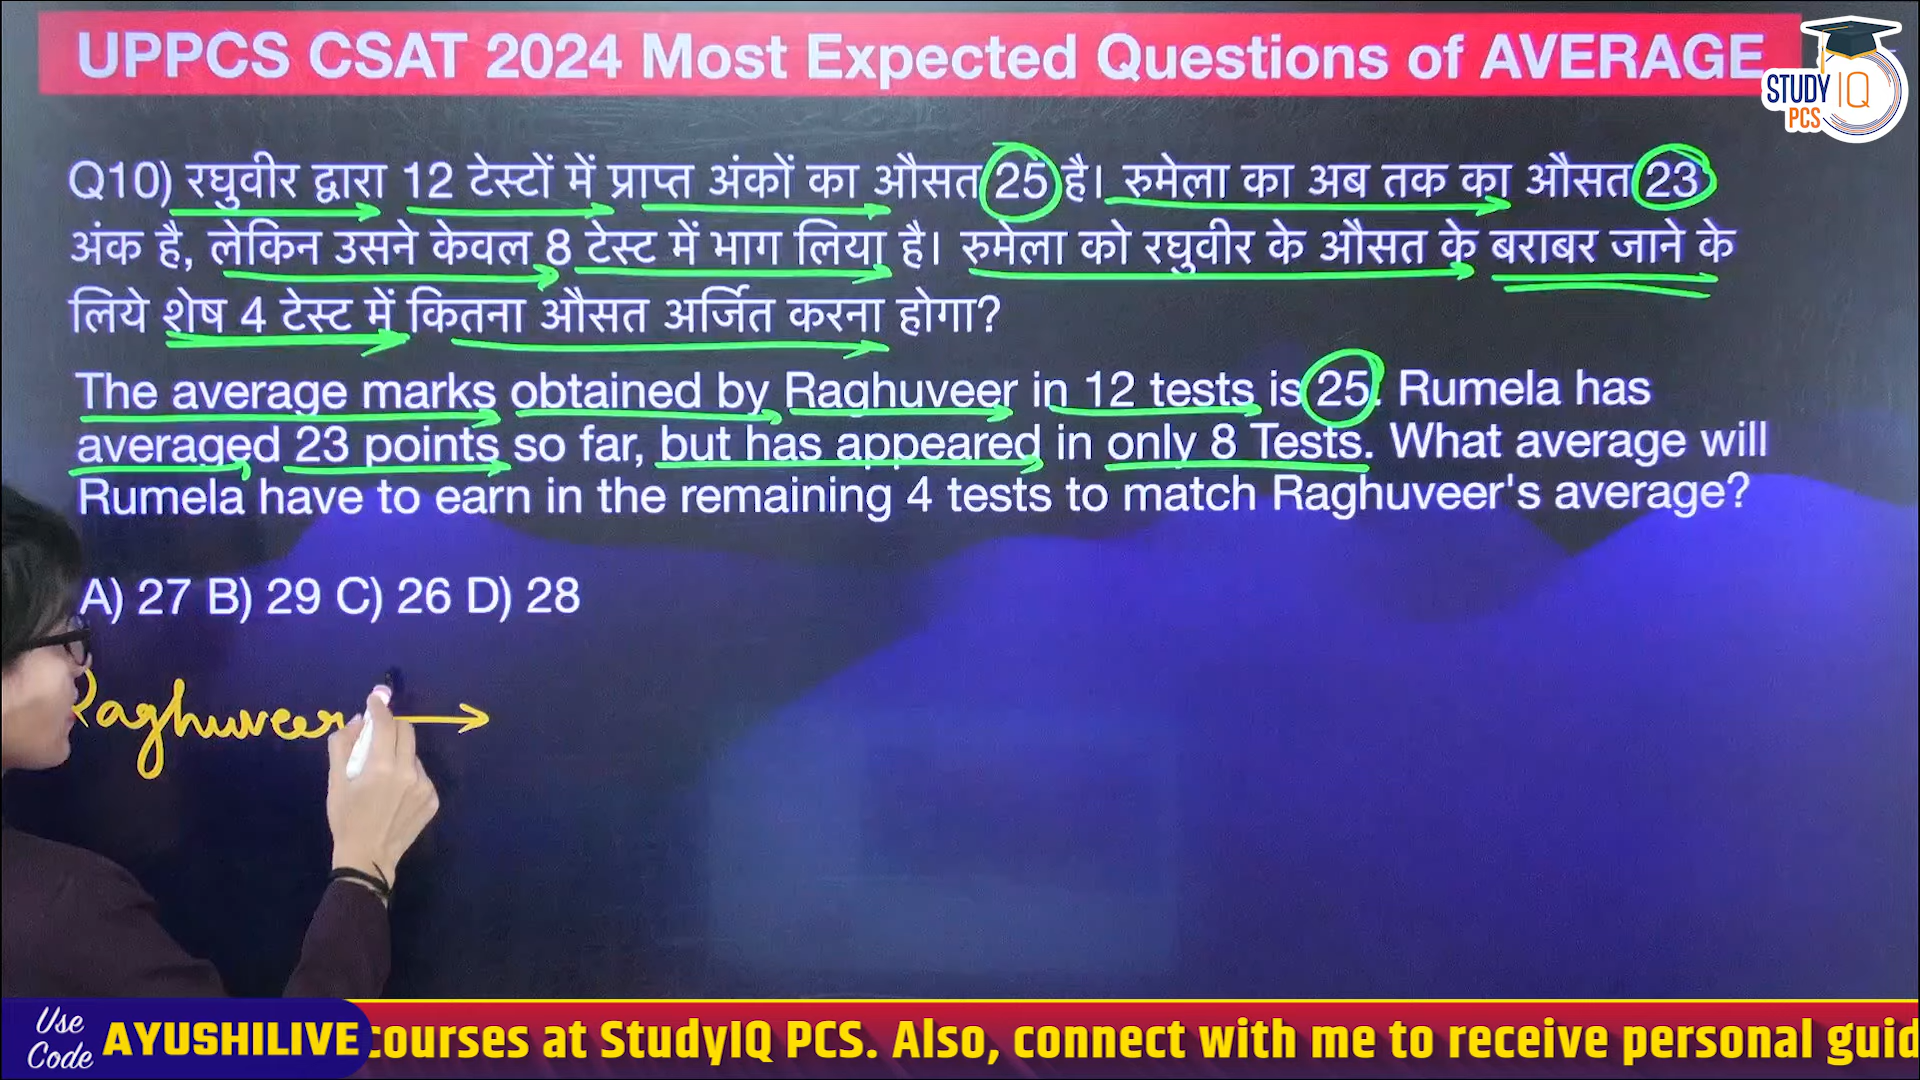 UPPCS CSAT 2024 Most Expected Questions of AVERAGE
STUDY IQ
PCS
Q10) रघुवीर द्वारा 12 टेस्टों में प्राप्त अंकों का औसत 25 है। रुमेला का अब तक का औसत 23
अंक है, लेकिन उसने केवल 8 टेस्ट में भाग लिया है। रुमेला को रघुवीर के औसत के बराबर जाने के
लिये शेष 4 टेस्ट में कितना औसत अर्जित करना होगा?
The average marks obtained by Raghuveer in 12 tests is 25. Rumela has
averaged 23 points so far, but has appeared in only 8 Tests. What average will
Rumela have to earn in the remaining 4 tests to match Raghuveer's average?
A) 27 B) 29 C) 26 D) 28
Raghuveer →
Use
Code
AYUSHILIVE
courses at StudyIQ PCS. Also, connect with me to receive personal guid